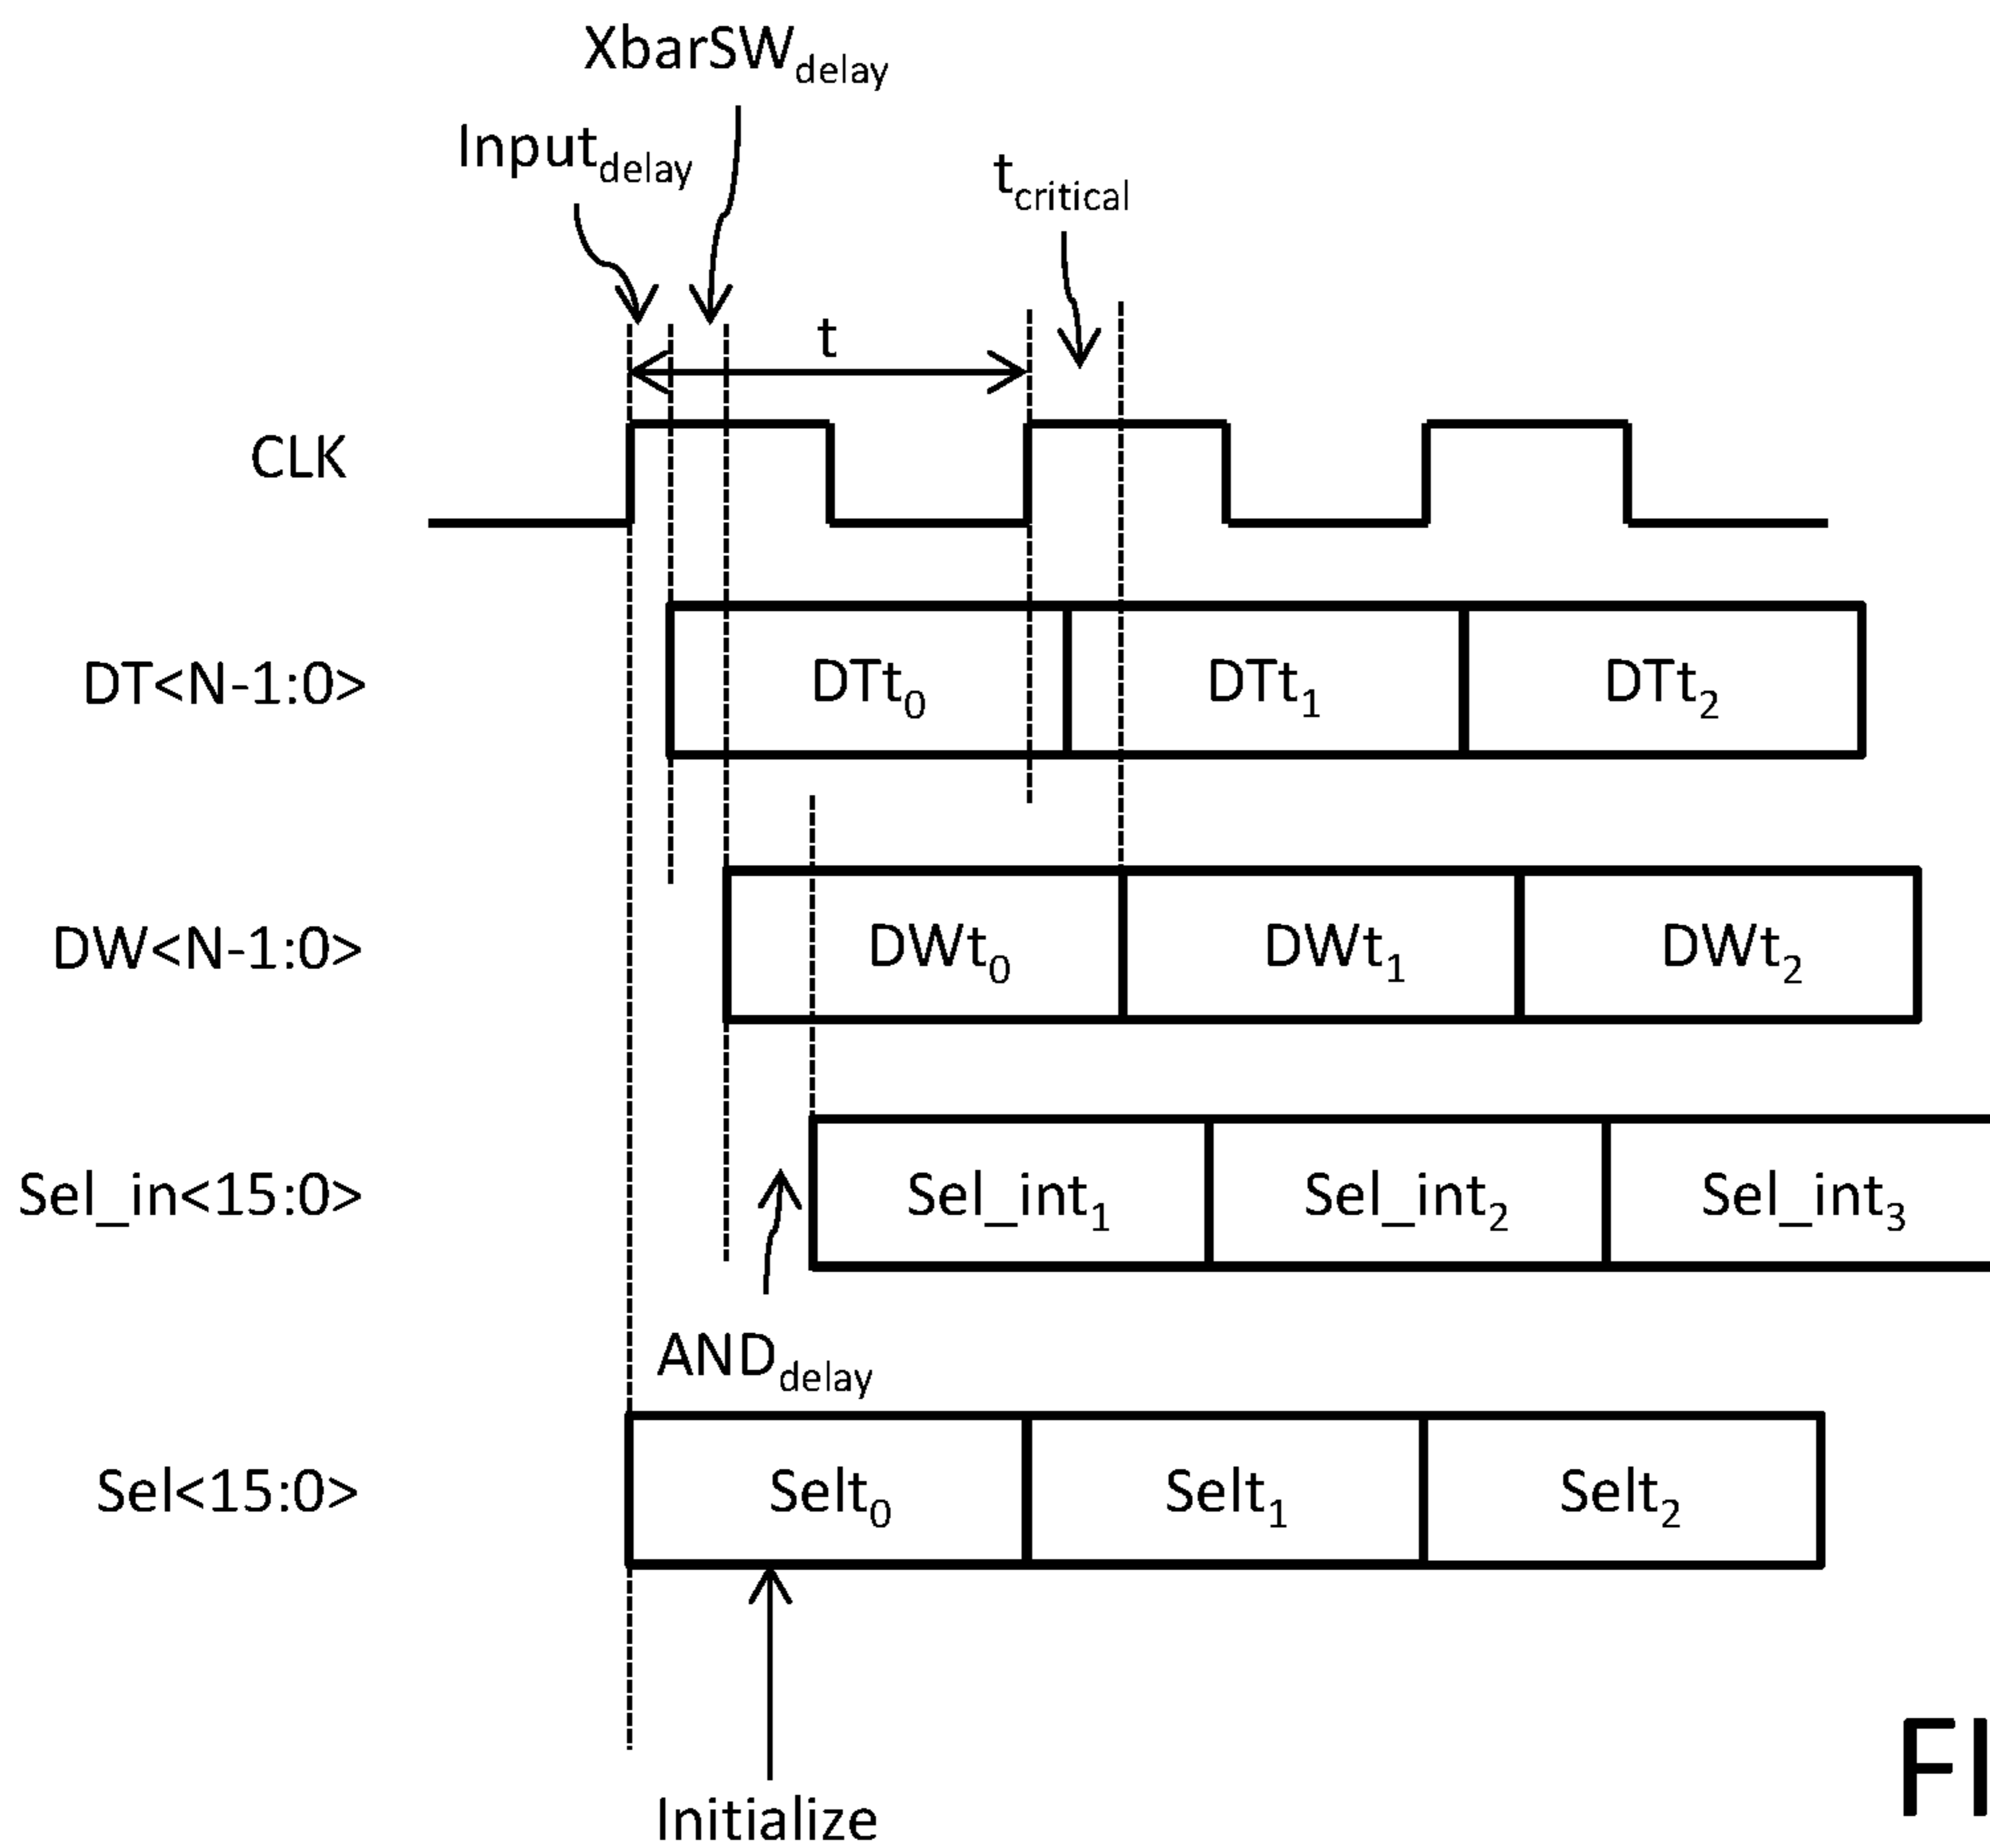 XbarSWdelay
Inputdelay
tcritical
t
CLK
DT<N-1:0>
DTt0
DTt1
DTt2
DW<N-1:0>
DWt0
DWt1
DWt2
Sel_in<15:0>
Sel_int1
Sel_int2
Sel_int3
ANDdelay
Sel<15:0>
Selt0
Selt1
Selt2
Initialize
FI